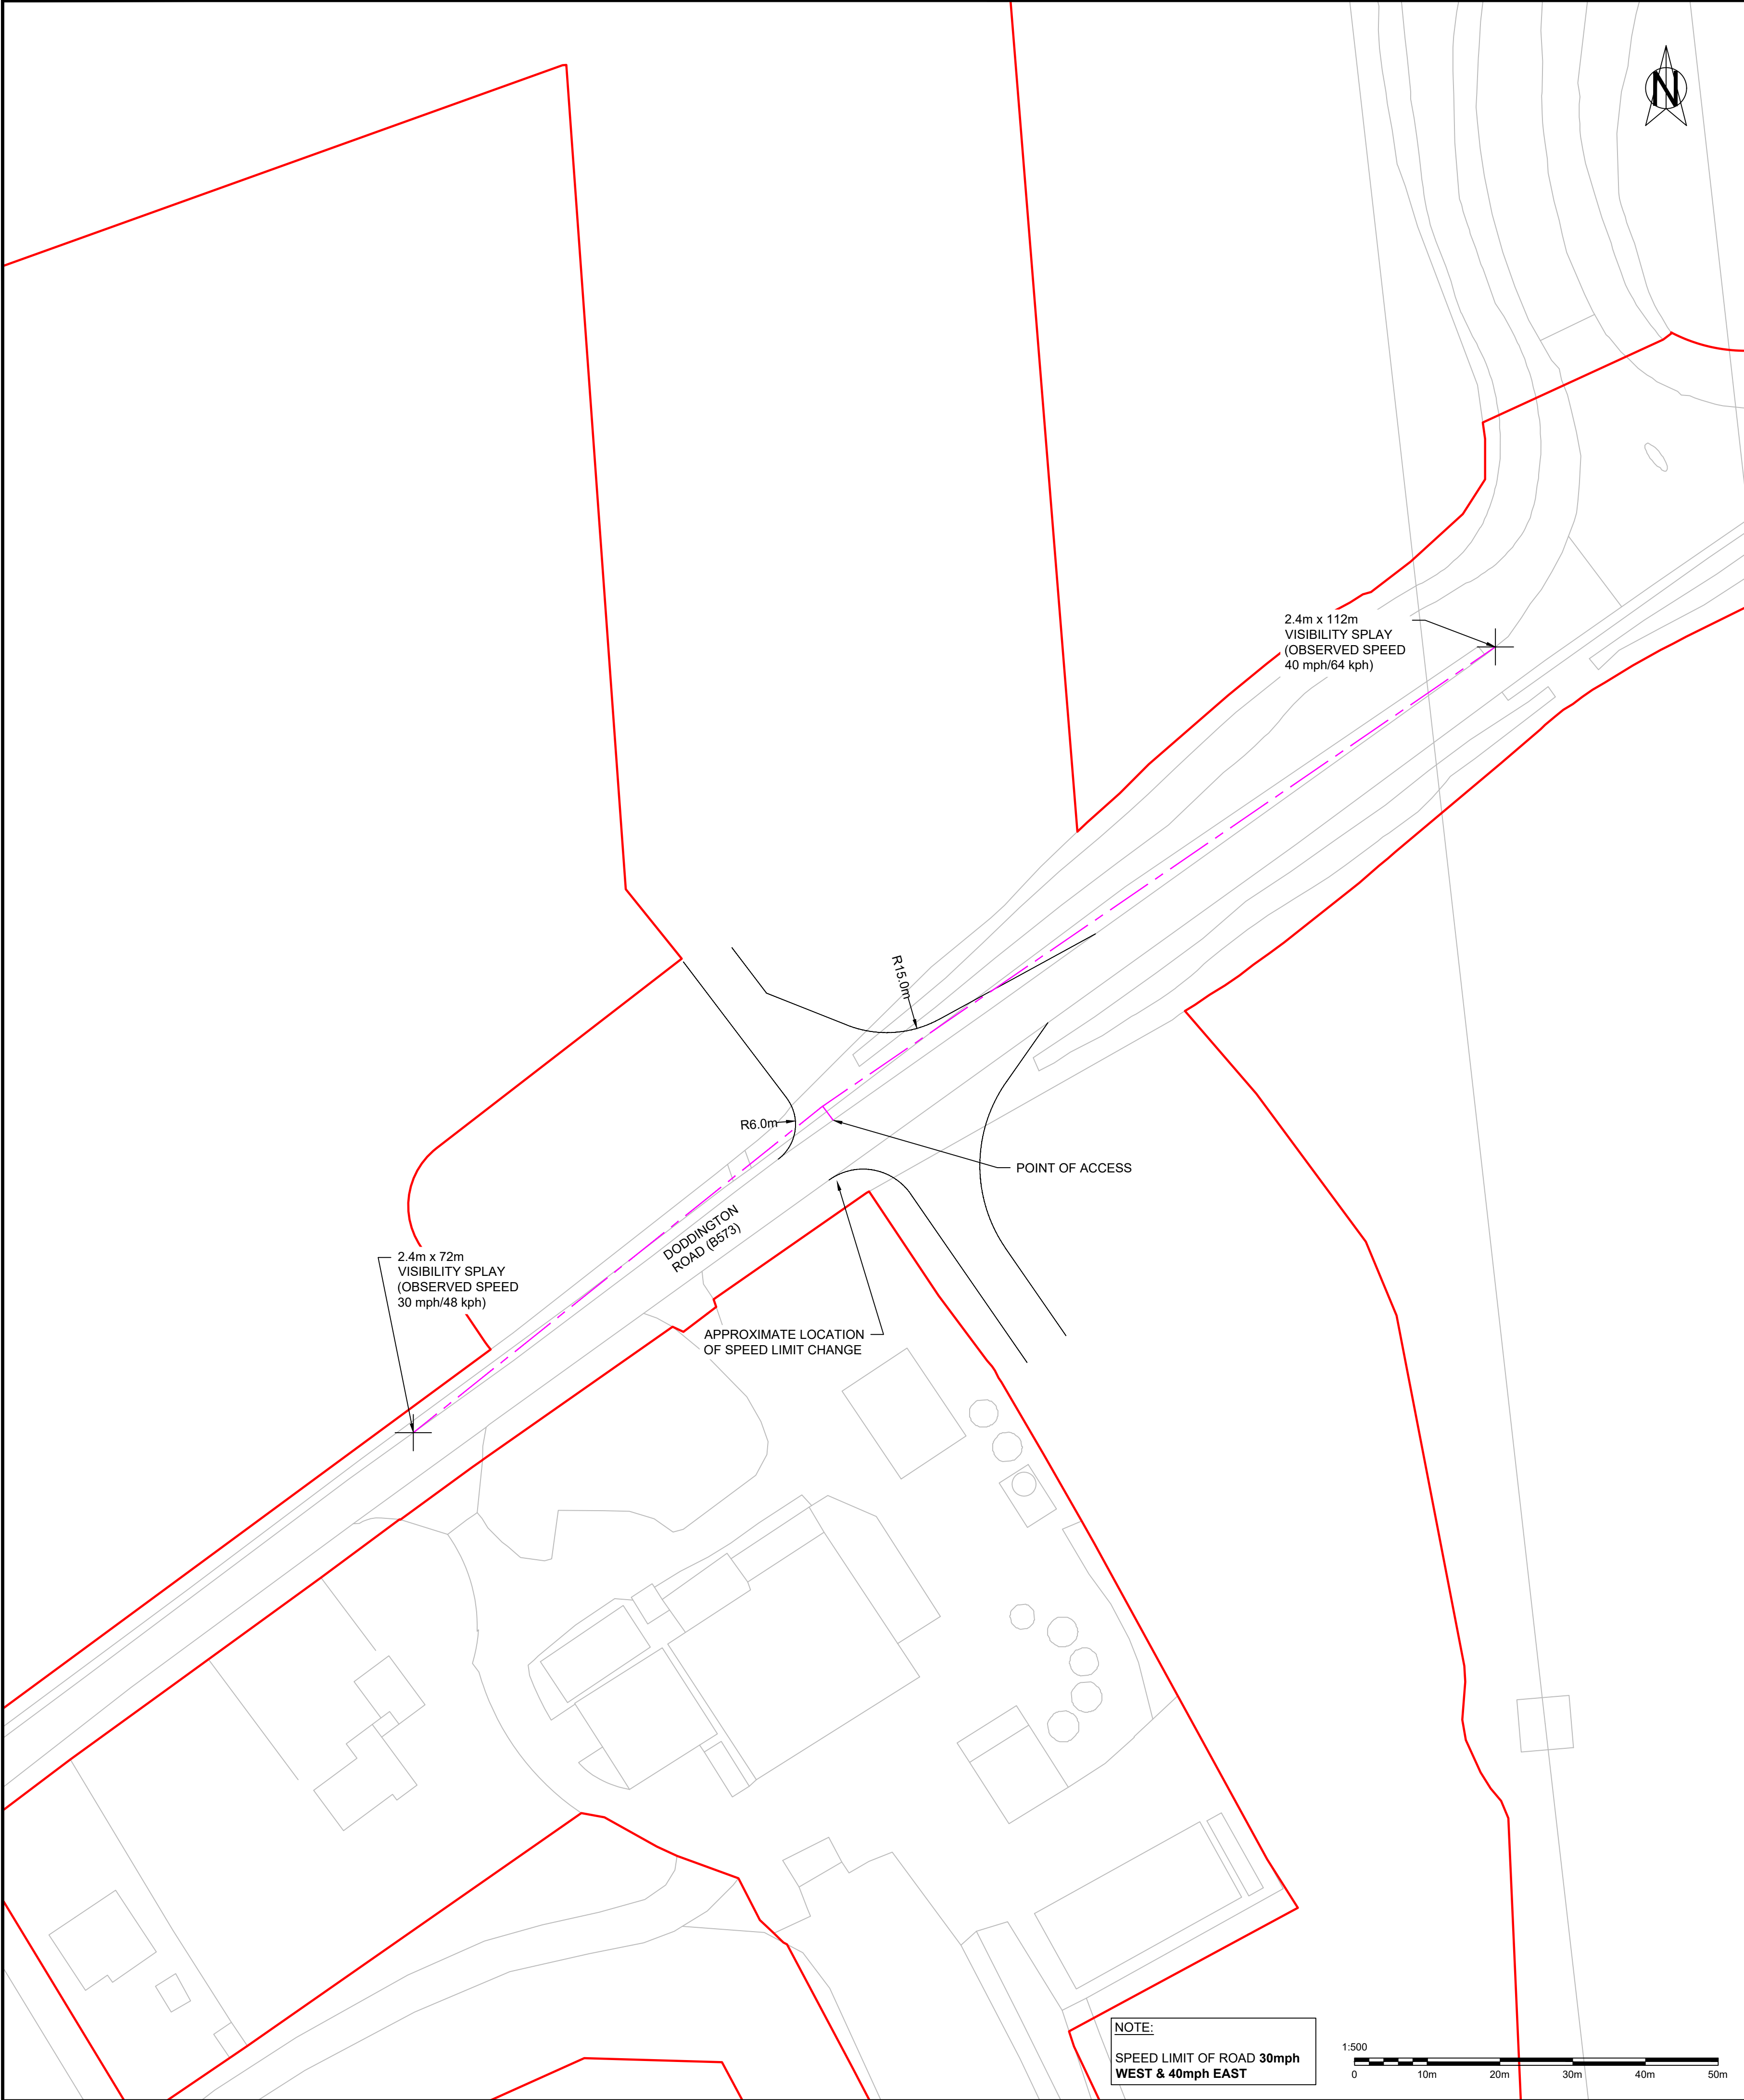 N
2.4m x 112m
VISIBILITY SPLAY
(OBSERVED SPEED
40 mph/64 kph)
R15.0m
R6.0m
POINT OF ACCESS
DODDINGTON
ROAD (B573)
2.4m x 72m
VISIBILITY SPLAY
(OBSERVED SPEED
30 mph/48 kph)
APPROXIMATE LOCATION
OF SPEED LIMIT CHANGE
NOTE:
SPEED LIMIT OF ROAD 30mph
WEST & 40mph EAST
1:500
0 10m 20m 30m 40m 50m